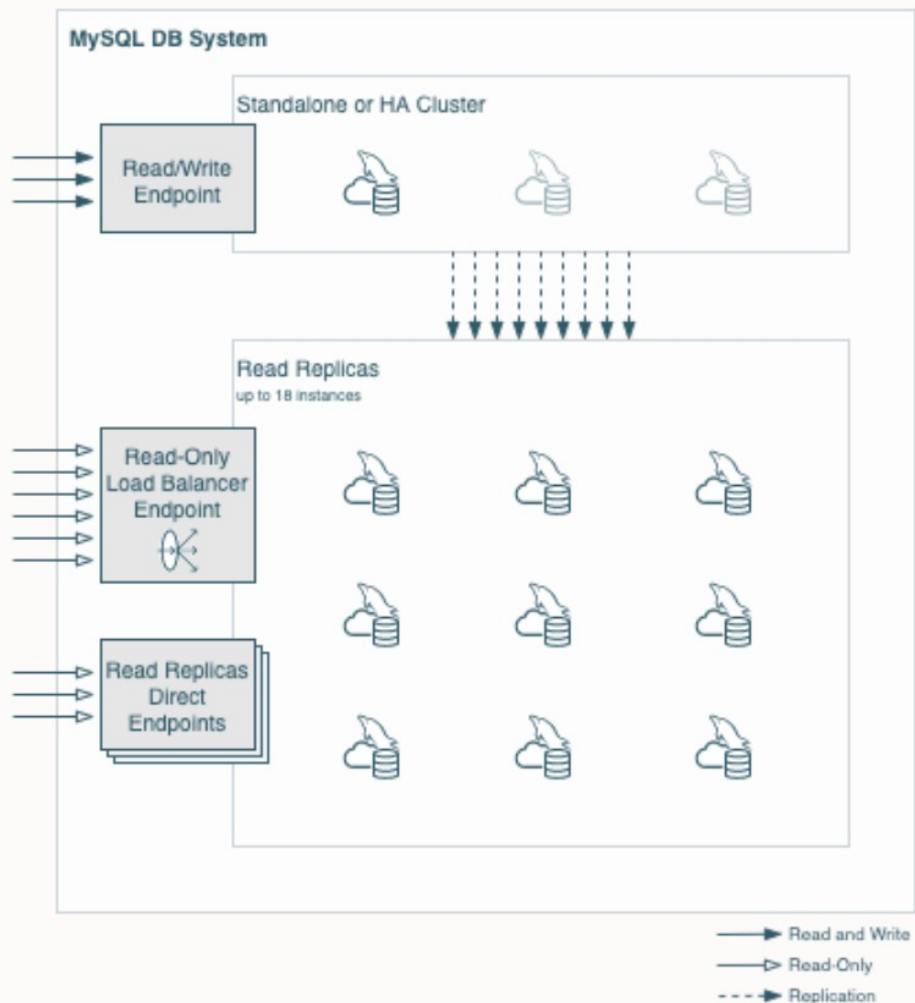 MySQL DB System
Standalone or HA Cluster
Read/Write
Endpoint
Read Replicas
up to 18 instances
Read-Only
Load Balancer
Endpoint
Read Replicas
Direct
Endpoints
Read and Write
Read-Only
Replication